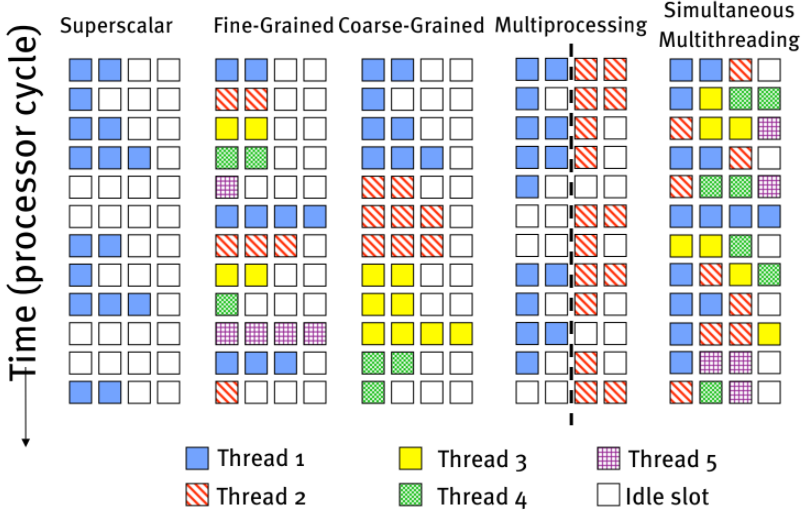 Superscalar
Fine-Grained
Coarse-Grained
Multiprocessing
Simultaneous
Multithreading
Time (processor cycle)
Thread 1
Thread 3
Thread 5
Thread 2
Thread 4
Idle slot